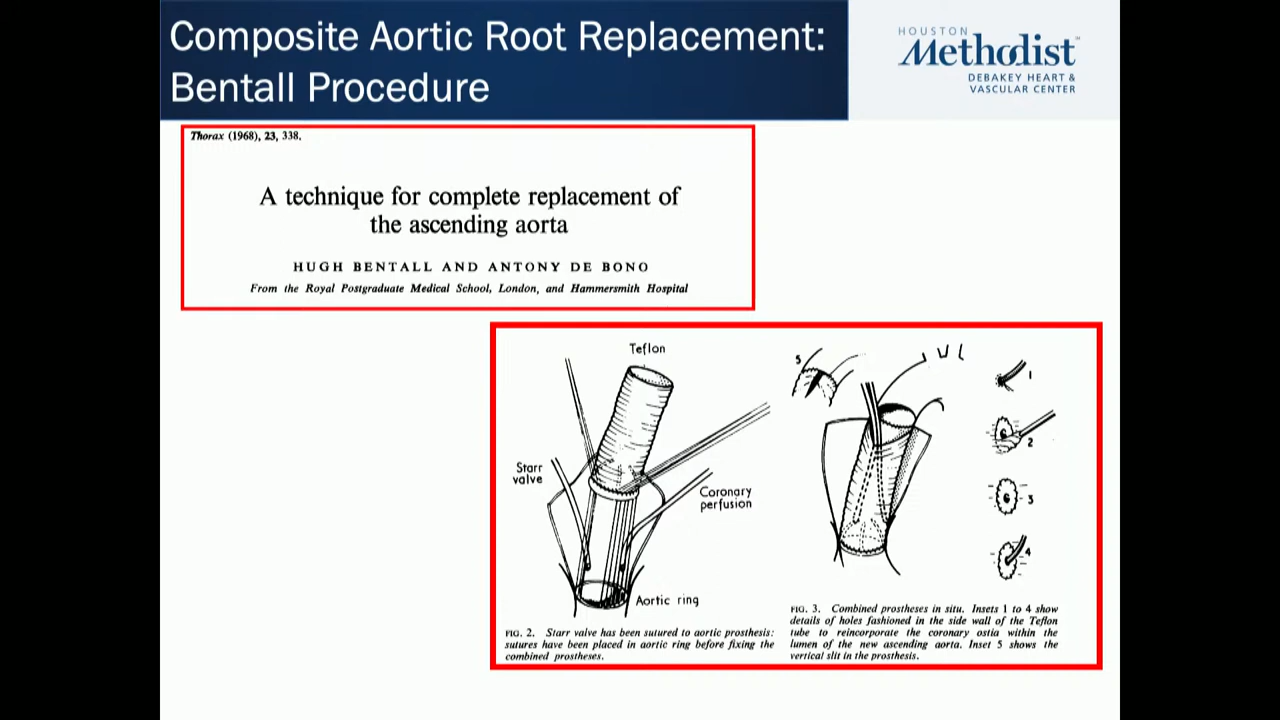 Composite Aortic Root Replacement:
Bentall Procedure
HOUSTON
Methodist
DEBAKEY HEART &
VASCULAR CENTER
Thorax (1968), 23, 338.
A technique for complete replacement of
the ascending aorta
HUGH BENTALL AND ANTONY DE BONO
From the Royal Postgraduate Medical School, London, and Hammersmith Hospital
Teflon
Starr
valve
Coronary
perfusion
Aortic ring
FIG. 2. Starr valve has been sutured to aortic prosthesis:
sutures have been placed in aortic ring before fixing the
combined prostheses.
5
1
2
3
4
FIG. 3. Combined prostheses in situ. Insets 1 to 4 show
details of holes fashioned in the side wall of the Teflon
tube to reincorporate the coronary ostia within the
lumen of the new ascending aorta. Inset 5 shows the
vertical slit in the prosthesis.